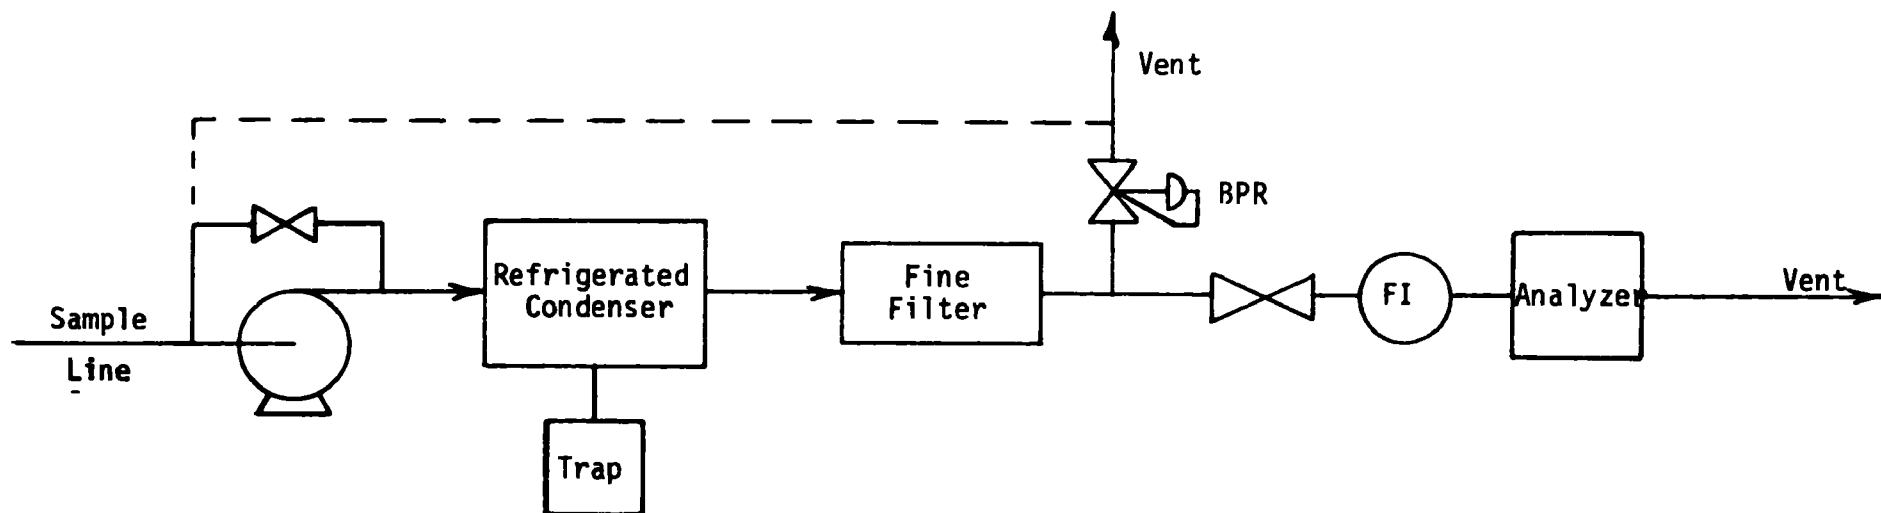 Vent
BPR
Sample
Line
Refrigerated
Condenser
Trap
Fine
Filter
FI
Analyzer
Vent